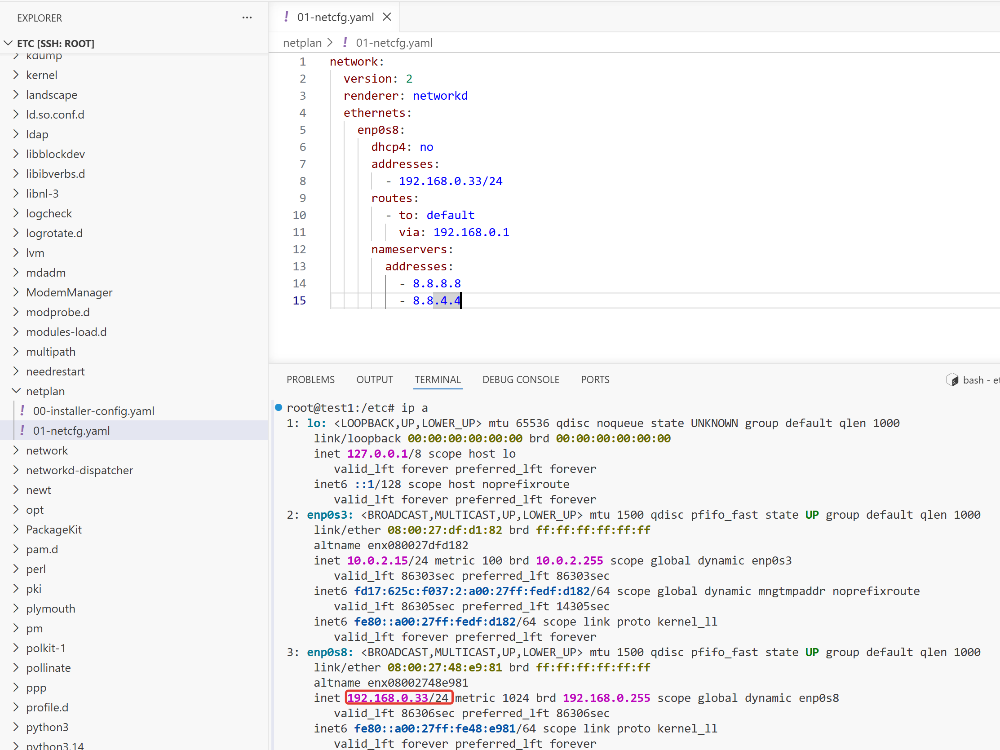 EXPLORER
ETC [SSH: ROOT]
kdump
kernel
landscape
ld.so.conf.d
ldap
libblockdev
libibverbs.d
libnl-3
logcheck
logrotate.d
lvm
mdadm
ModemManager
modprobe.d
modules-load.d
multipath
needrestart
netplan
! 00-installer-config.yaml
! 01-netcfg.yaml
network
networkd-dispatcher
newt
opt
PackageKit
pam.d
perl
pki
plymouth
pm
polkit-1
pollinate
ppp
profile.d
python3
python3.14
! 01-netcfg.yaml
netplan > ! 01-netcfg.yaml
1 network:
2   version: 2
3   renderer: networkd
4   ethernets:
5     enp0s8:
6       dhcp4: no
7       addresses:
8         - 192.168.0.33/24
9       routes:
10         - to: default
11           via: 192.168.0.1
12       nameservers:
13         addresses:
14           - 8.8.8.8
15           - 8.8.4.4
PROBLEMS OUTPUT TERMINAL DEBUG CONSOLE PORTS bash - et
root@test1:/etc# ip a
1: lo: <LOOPBACK,UP,LOWER_UP> mtu 65536 qdisc noqueue state UNKNOWN group default qlen 1000
    link/loopback 00:00:00:00:00:00 brd 00:00:00:00:00:00
    inet 127.0.0.1/8 scope host lo
       valid_lft forever preferred_lft forever
    inet6 ::1/128 scope host noprefixroute
       valid_lft forever preferred_lft forever
2: enp0s3: <BROADCAST,MULTICAST,UP,LOWER_UP> mtu 1500 qdisc pfifo_fast state UP group default qlen 1000
    link/ether 08:00:27:df:d1:82 brd ff:ff:ff:ff:ff:ff
    altname enx080027dfd182
    inet 10.0.2.15/24 metric 100 brd 10.0.2.255 scope global dynamic enp0s3
       valid_lft 86303sec preferred_lft 86303sec
    inet6 fd17:625c:f037:2:a00:27ff:fedf:d182/64 scope global dynamic mngtmpaddr noprefixroute
       valid_lft 86305sec preferred_lft 14305sec
    inet6 fe80::a00:27ff:fedf:d182/64 scope link proto kernel_ll
       valid_lft forever preferred_lft forever
3: enp0s8: <BROADCAST,MULTICAST,UP,LOWER_UP> mtu 1500 qdisc pfifo_fast state UP group default qlen 1000
    link/ether 08:00:27:48:e9:81 brd ff:ff:ff:ff:ff:ff
    altname enx08002748e981
    inet 192.168.0.33/24 metric 1024 brd 192.168.0.255 scope global dynamic enp0s8
       valid_lft 86306sec preferred_lft 86306sec
    inet6 fe80::a00:27ff:fe48:e981/64 scope link proto kernel_ll
       valid_lft forever preferred_lft forever